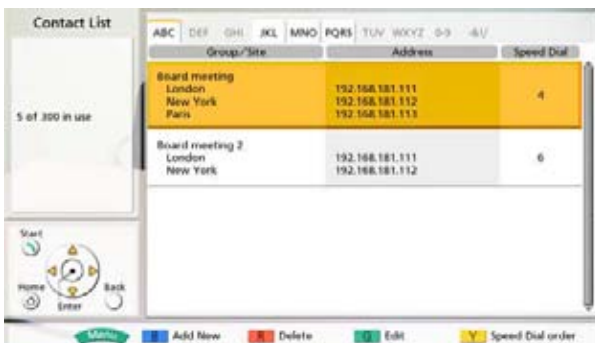 Contact List
ABC DEF GHI JKL MNO PQRS TUV WXYZ 0-9 -&U
Group/Site Address Speed Dial
Board meeting
London 192.168.181.111 4
New York 192.168.181.112
Paris 192.168.181.113
5 of 300 in use
Board meeting 2
London 192.168.181.111 6
New York 192.168.181.112
Start
Home Back
Enter
Menu B Add New R Delete G Edit Y Speed Dial order